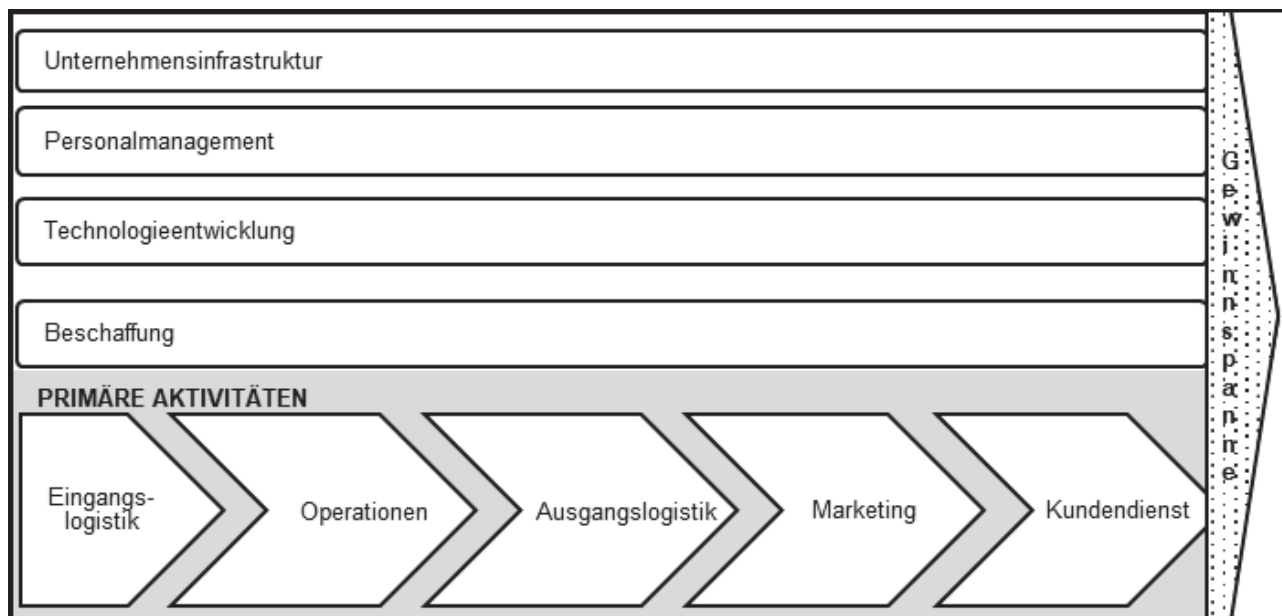 Unternehmensinfrastruktur
Personalmanagement
Technologieentwicklung
Beschaffung
PRIMÄRE AKTIVITÄTEN
Eingangs-
logistik
Operationen
Ausgangslogistik
Marketing
Kundendienst
Gewinnspanne